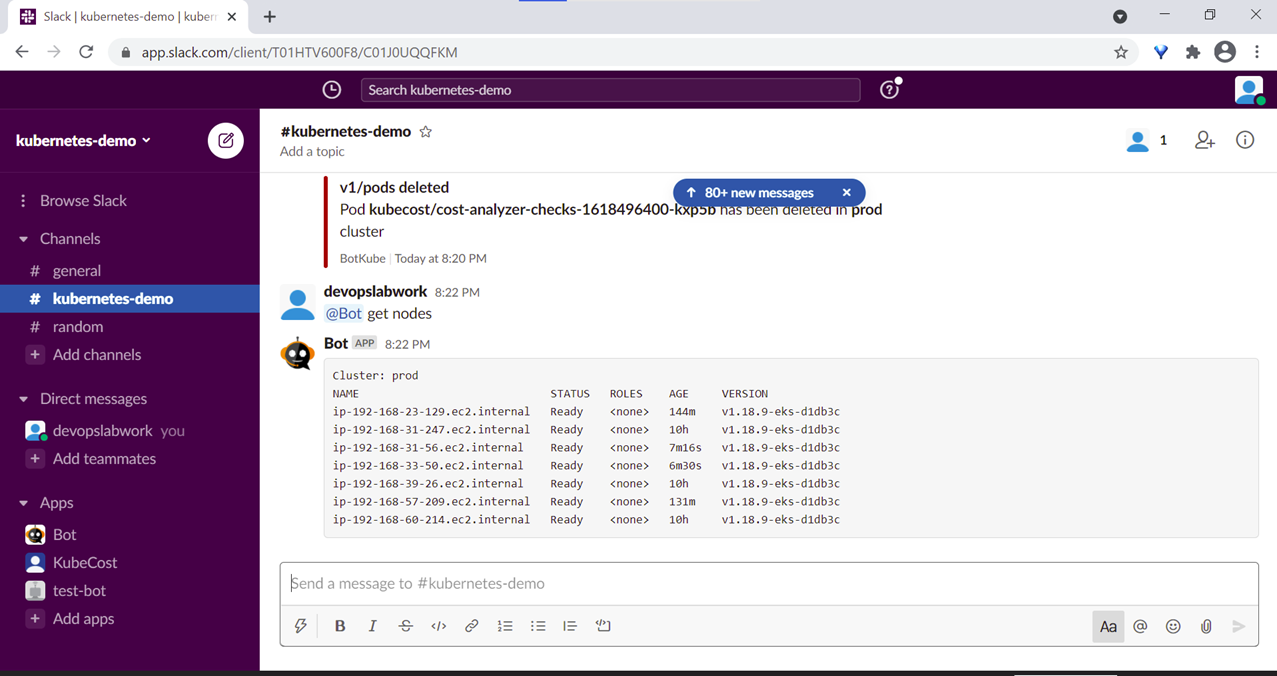 Slack | kubernetes-demo | kuber
app.slack.com/client/T01HTV600F8/C01J0UQQFKM
Search kubernetes-demo
kubernetes-demo
Browse Slack
Channels
# general
# kubernetes-demo
# random
+ Add channels
Direct messages
devopslabwork you
+ Add teammates
Apps
Bot
KubeCost
test-bot
+ Add apps
#kubernetes-demo
Add a topic
1
↑ 80+ new messages ×
v1/pods deleted
Pod kubecost/cost-analyzer-checks-1618496400-kxp5b has been deleted in prod
cluster
BotKube | Today at 8:20 PM
devopslabwork 8:22 PM
@Bot get nodes
Bot APP 8:22 PM
Cluster: prod
NAME STATUS ROLES AGE VERSION
ip-192-168-23-129.ec2.internal Ready <none> 144m v1.18.9-eks-d1db3c
ip-192-168-31-247.ec2.internal Ready <none> 10h v1.18.9-eks-d1db3c
ip-192-168-31-56.ec2.internal Ready <none> 7m16s v1.18.9-eks-d1db3c
ip-192-168-33-50.ec2.internal Ready <none> 6m30s v1.18.9-eks-d1db3c
ip-192-168-39-26.ec2.internal Ready <none> 10h v1.18.9-eks-d1db3c
ip-192-168-57-209.ec2.internal Ready <none> 131m v1.18.9-eks-d1db3c
ip-192-168-60-214.ec2.internal Ready <none> 10h v1.18.9-eks-d1db3c
Send a message to #kubernetes-demo
B I S </> Aa @